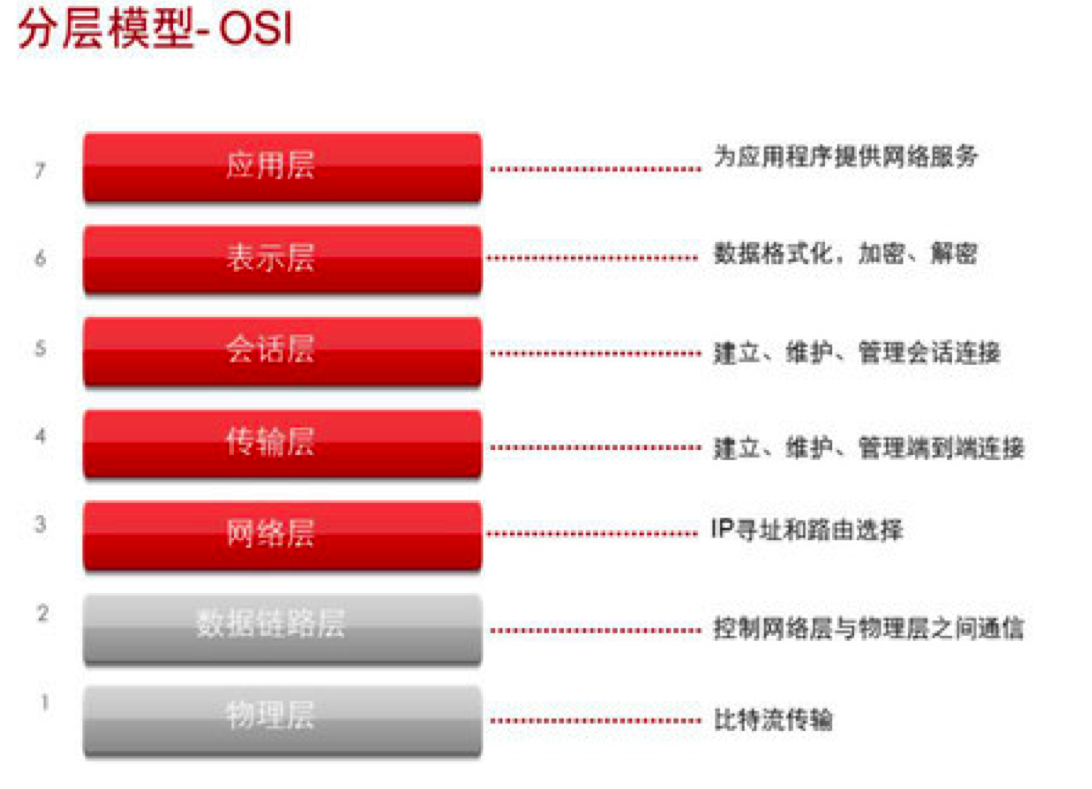 分层模型- OSI
7 应用层 为应用程序提供网络服务
6 表示层 数据格式化，加密、解密
5 会话层 建立、维护、管理会话连接
4 传输层 建立、维护、管理端到端连接
3 网络层 IP寻址和路由选择
2 数据链路层 控制网络层与物理层之间通信
1 物理层 比特流传输